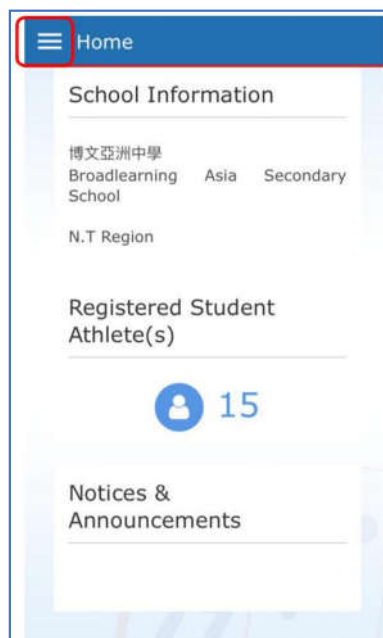 Home
School Information
博文亞洲中學
Broadlearning Asia Secondary
School
N.T Region
Registered Student
Athlete(s)
15
Notices &
Announcements